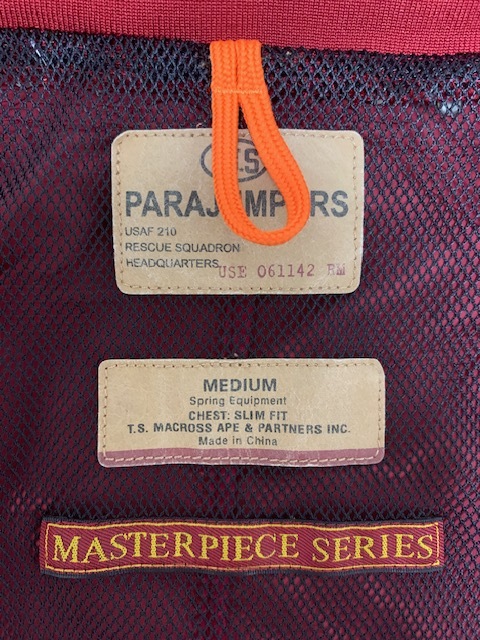 PARAJUMPERS
USAF 210
RESCUE SQUADRON
HEADQUARTERS USE 061142 RM
MEDIUM
Spring Equipment
CHEST: SLIM FIT
T.S. MACROSS APE & PARTNERS INC.
Made in China
MASTERPIECE SERIES